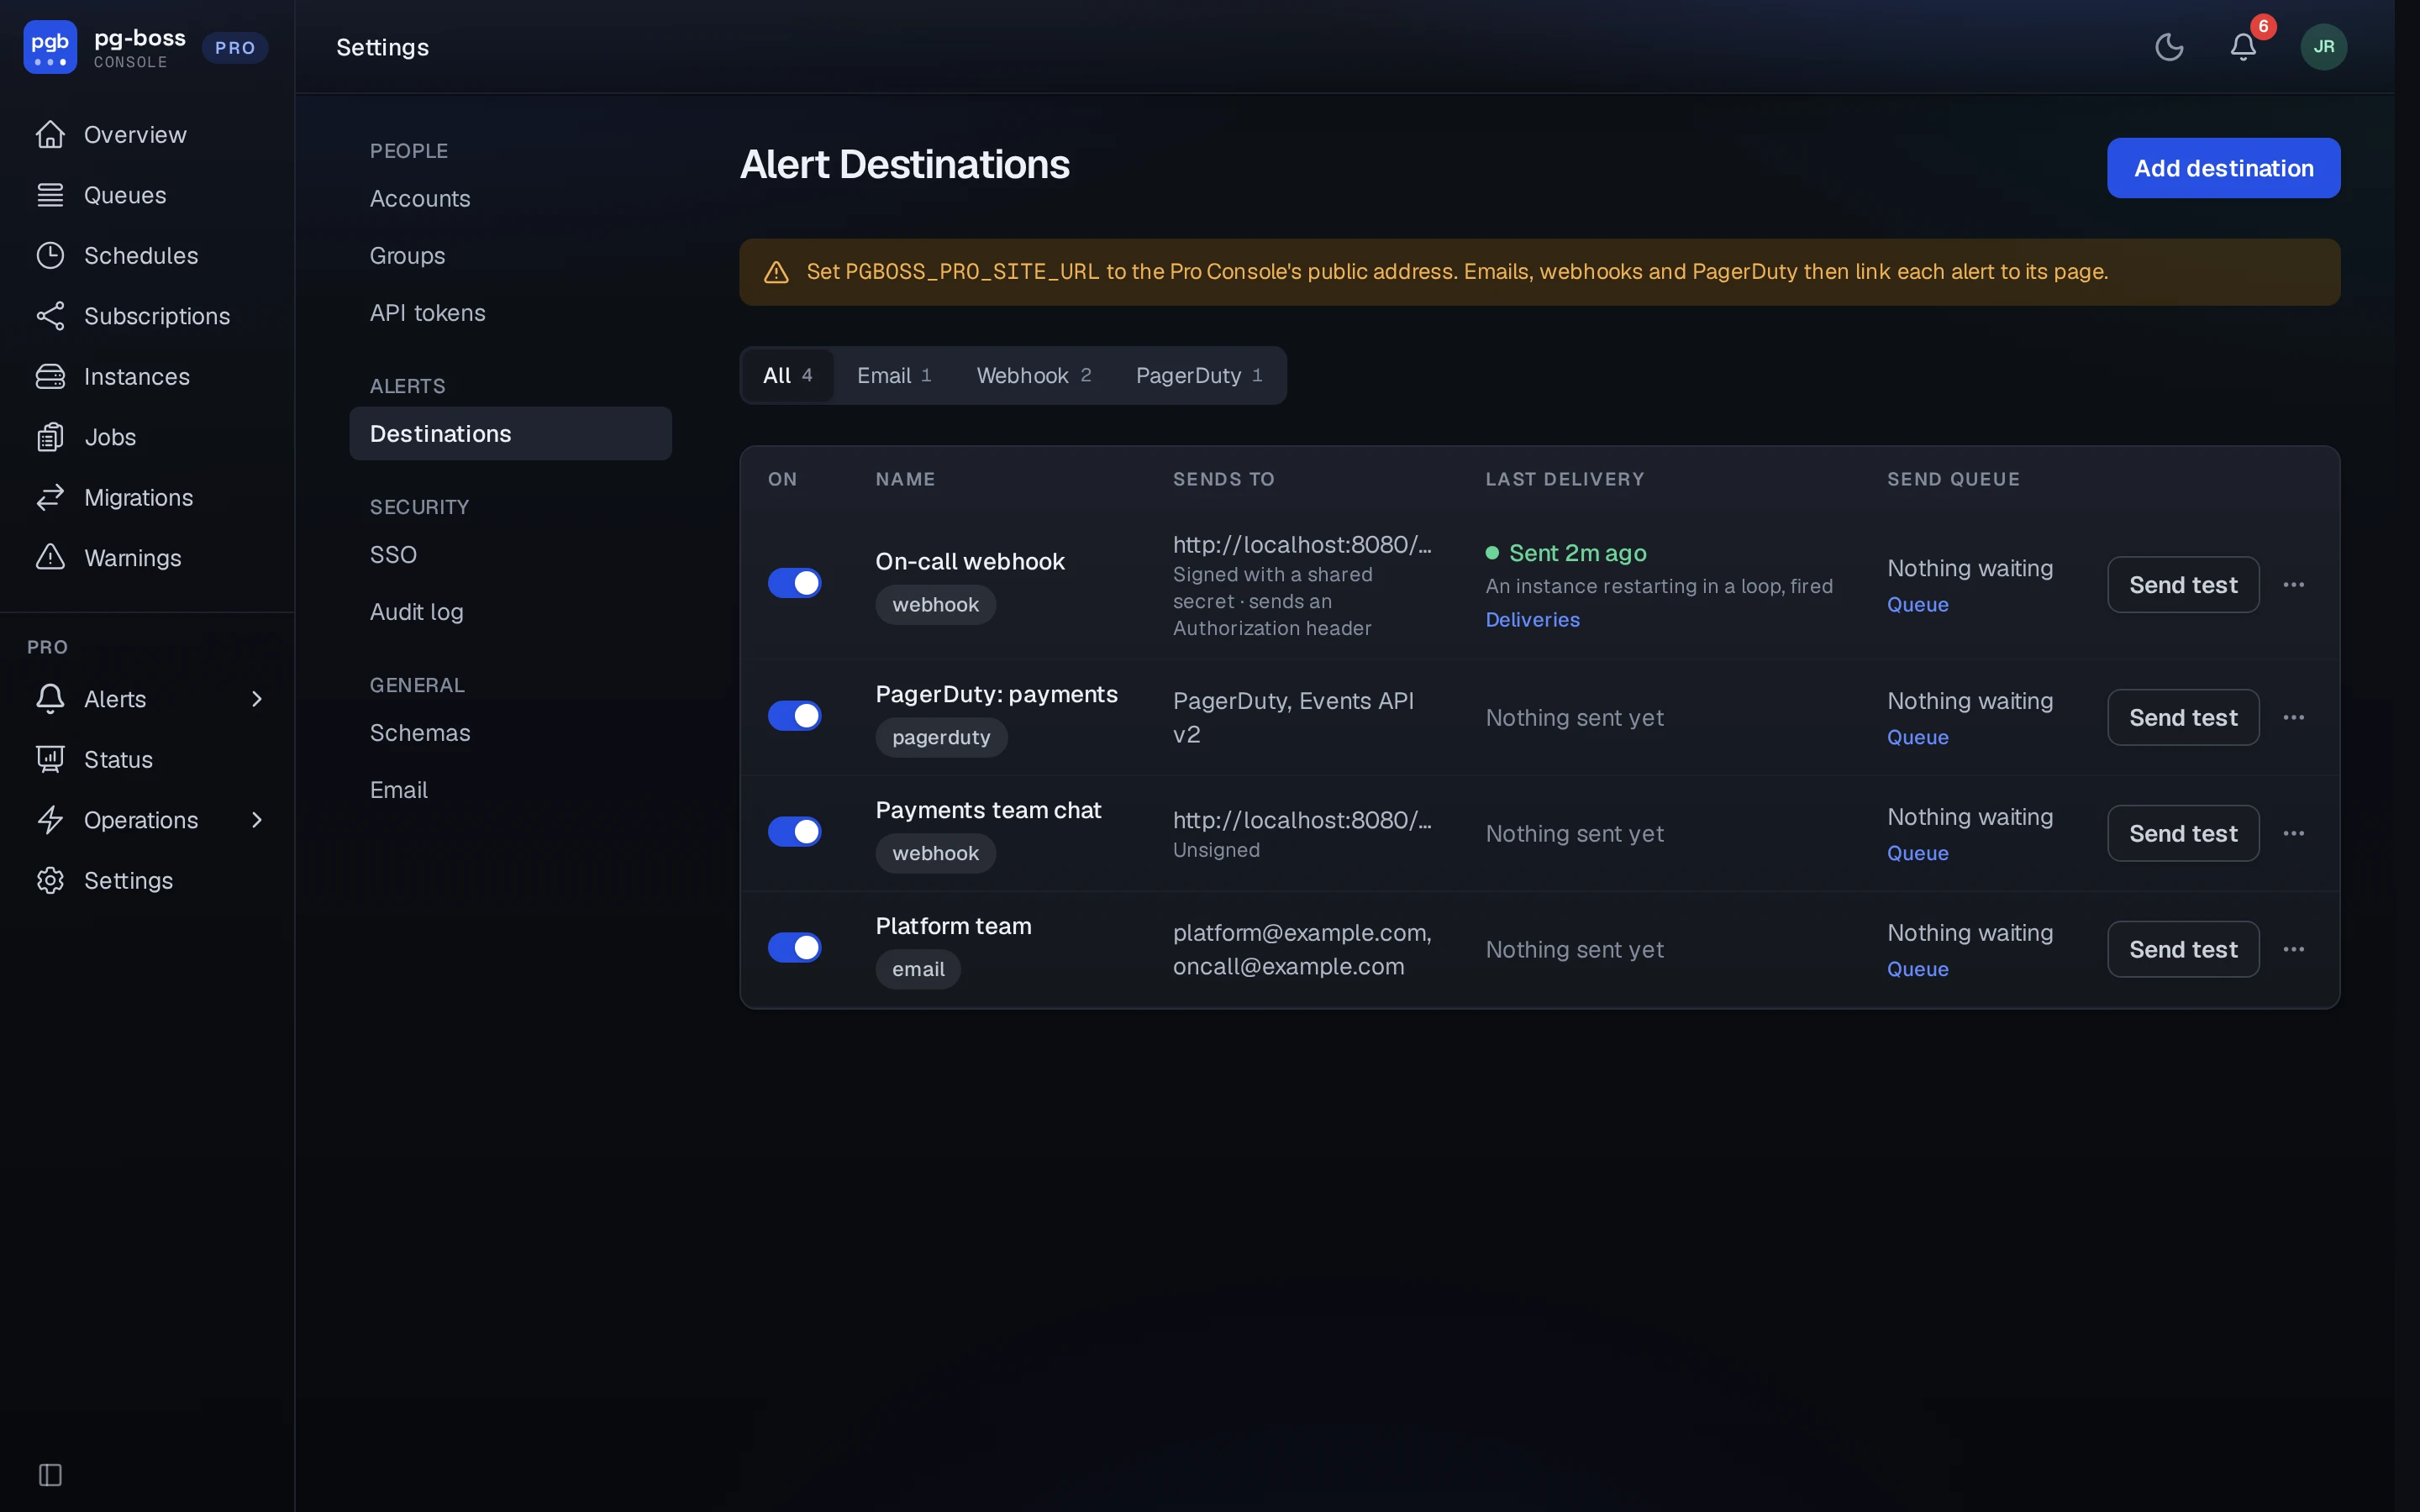 pgb
pg-boss
CONSOLE
PRO
Settings
6
JR
Overview
Queues
Schedules
Subscriptions
Instances
Jobs
Migrations
Warnings
PRO
Alerts
Status
Operations
Settings
PEOPLE
Accounts
Groups
API tokens
ALERTS
Destinations
SECURITY
SSO
Audit log
GENERAL
Schemas
Email
Alert Destinations
Add destination
Set PGBOSS_PRO_SITE_URL to the Pro Console's public address. Emails, webhooks and PagerDuty then link each alert to its page.
All 4 Email 1 Webhook 2 PagerDuty 1
ON NAME SENDS TO LAST DELIVERY SEND QUEUE
On-call webhook
webhook
http://localhost:8080/…
Signed with a shared
secret · sends an
Authorization header
Sent 2m ago
An instance restarting in a loop, fired
Deliveries
Nothing waiting
Queue
Send test
PagerDuty: payments
pagerduty
PagerDuty, Events API
v2
Nothing sent yet
Nothing waiting
Queue
Send test
Payments team chat
webhook
http://localhost:8080/…
Unsigned
Nothing sent yet
Nothing waiting
Queue
Send test
Platform team
email
platform@example.com,
oncall@example.com
Nothing sent yet
Nothing waiting
Queue
Send test